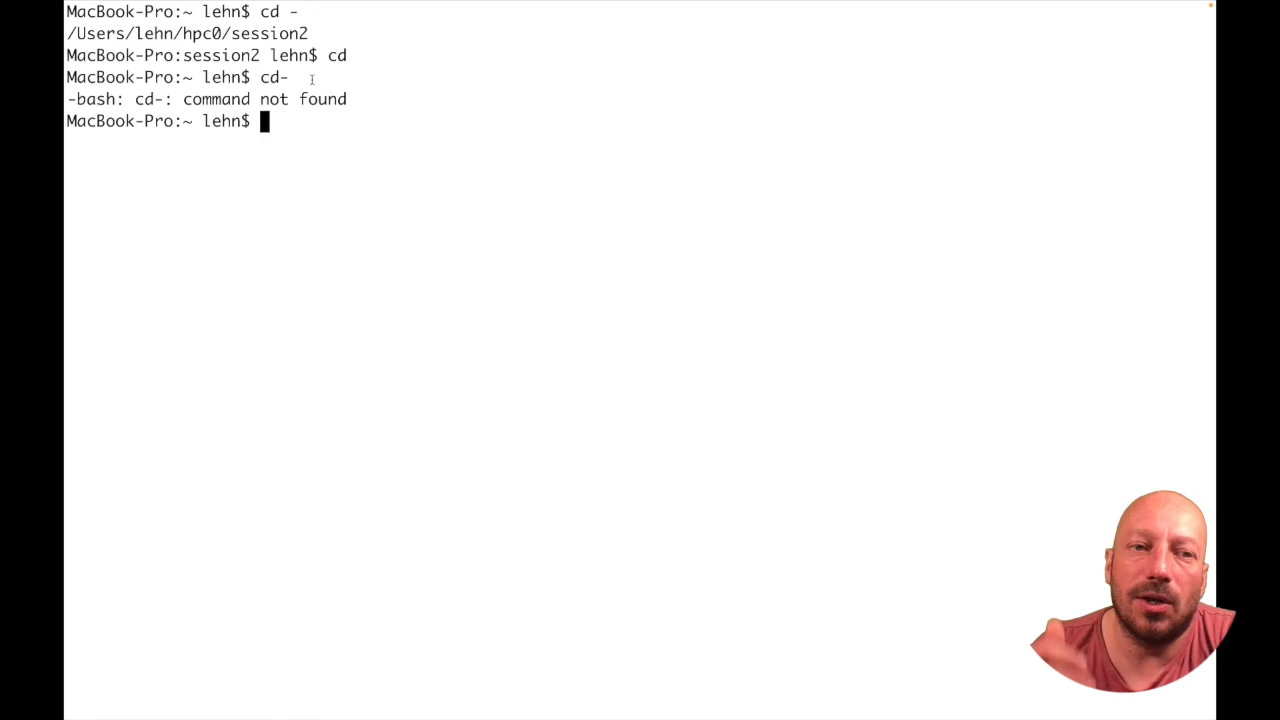 MacBook-Pro:~ lehn$ cd -
/Users/lehn/hpc0/session2
MacBook-Pro:session2 lehn$ cd
MacBook-Pro:~ lehn$ cd-
-bash: cd-: command not found
MacBook-Pro:~ lehn$